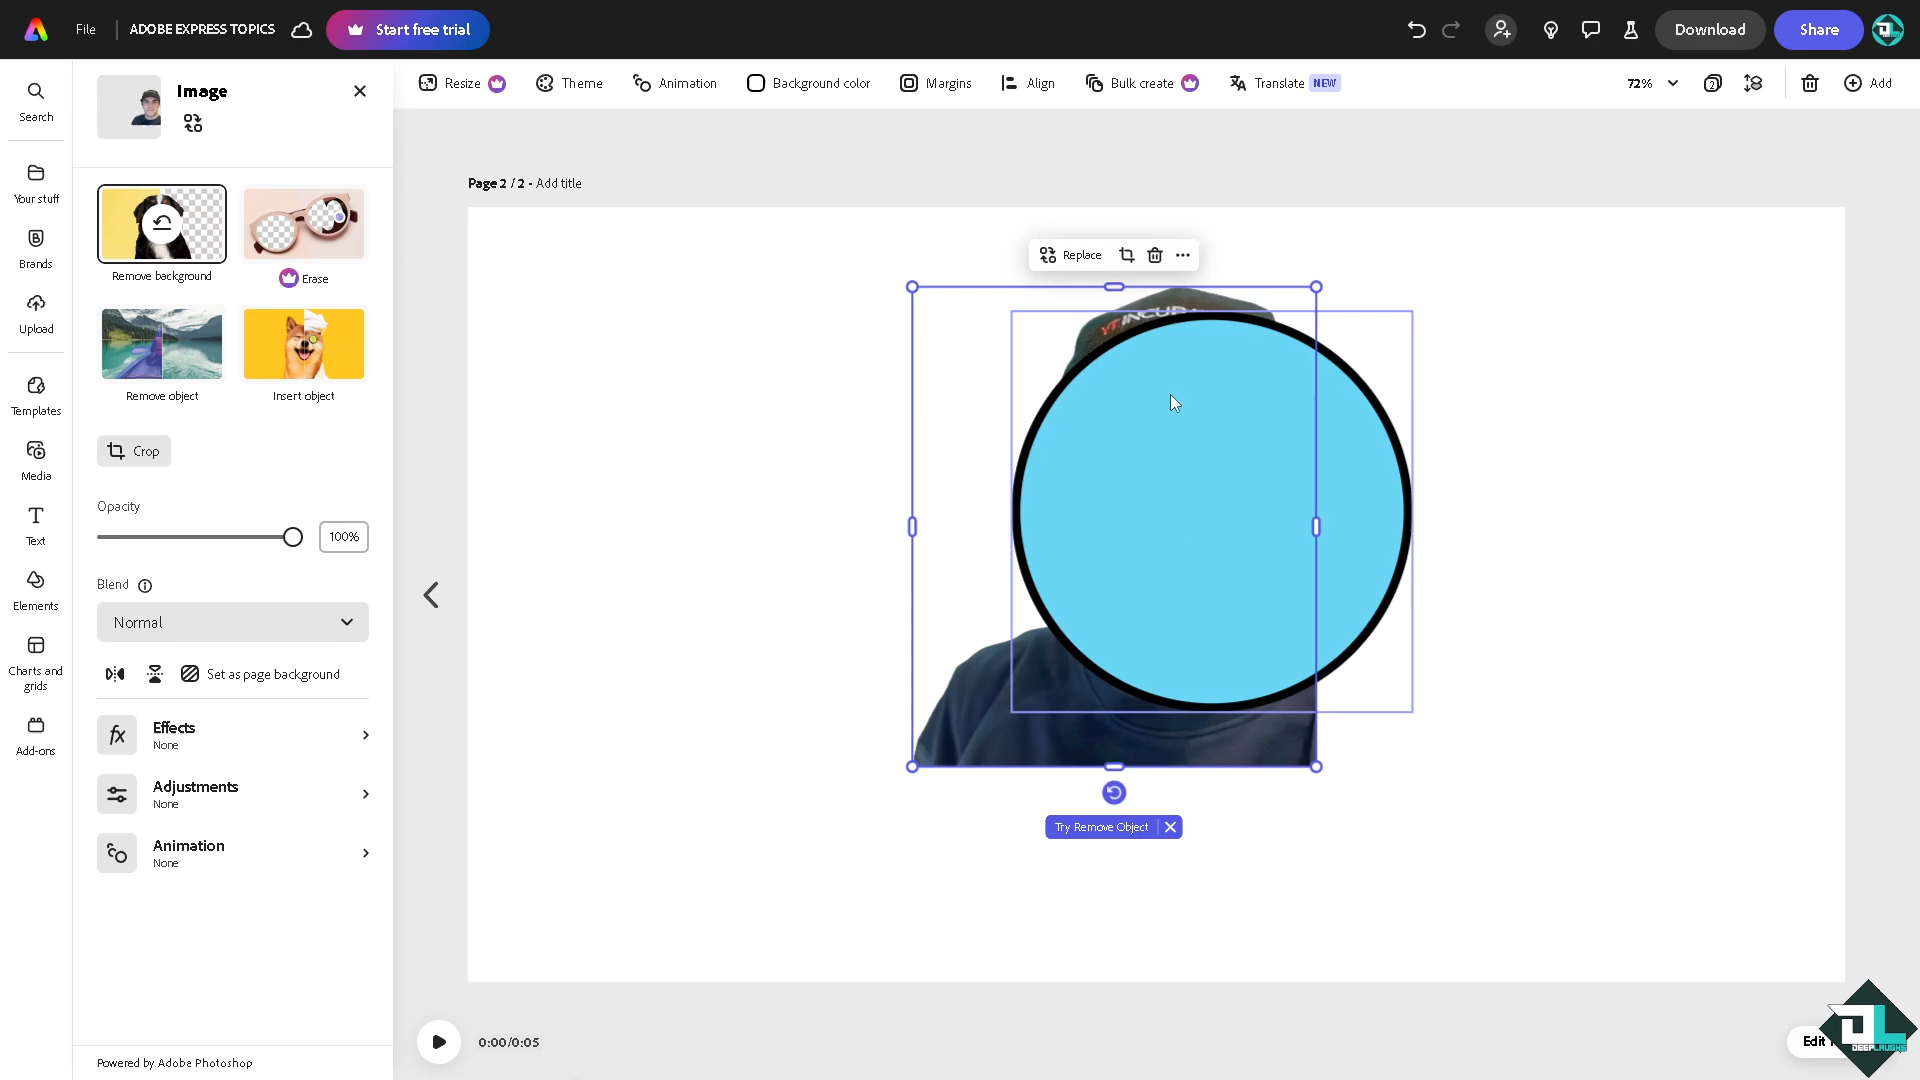 File
ADOBE EXPRESS TOPICS
Start free trial
Download
Share
Search
Your stuff
Brands
Upload
Templates
Media
Text
Elements
Charts and
grids
Add-ons
Image
Remove background
Erase
Remove object
Insert object
Crop
Opacity
100%
Blend
Normal
Set as page background
Effects
None
Adjustments
None
Animation
None
Powered by Adobe Photoshop
Resize
Theme
Animation
Background color
Margins
Align
Bulk create
Translate NEW
72%
2
Add
Page 2 / 2 - Add title
Replace
Try Remove Object
0:00/0:05
Edit
DEEPLAUGHS